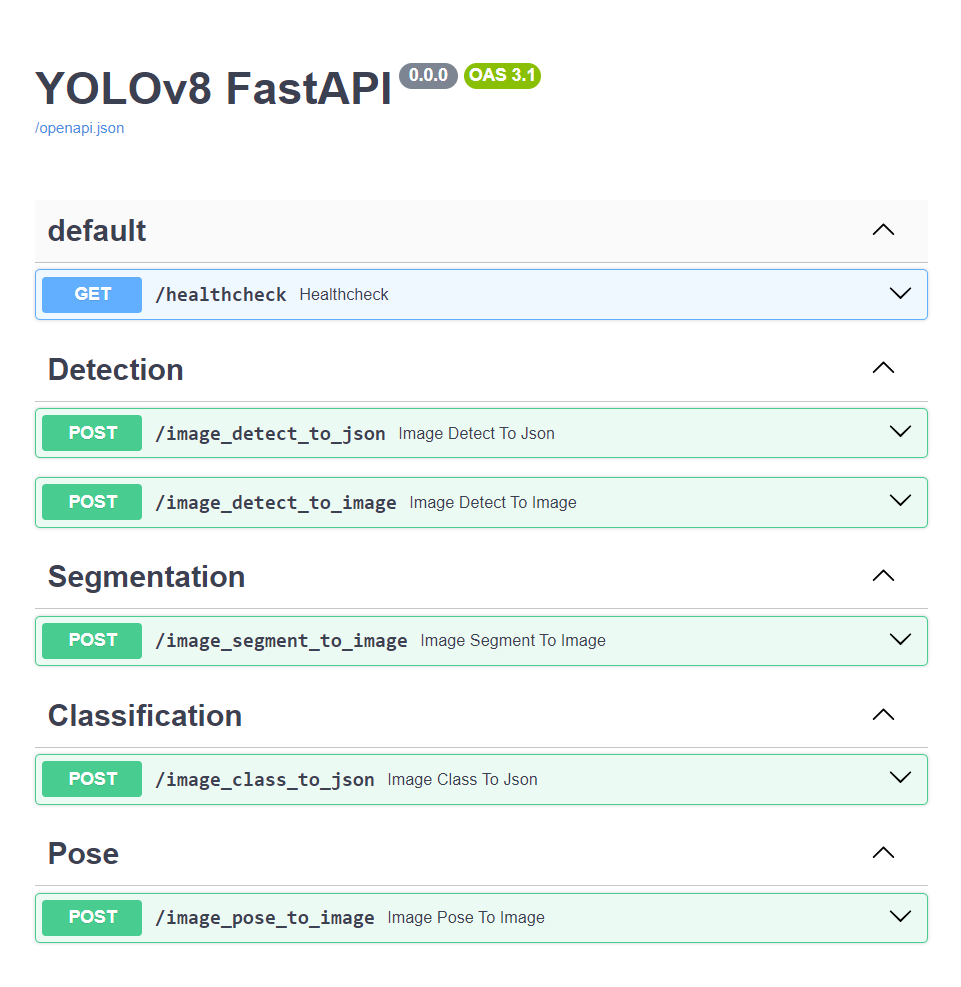 YOLOv8 FastAPI 0.0.0 OAS 3.1
/openapi.json
default
GET /healthcheck Healthcheck
Detection
POST /image_detect_to_json Image Detect To Json
POST /image_detect_to_image Image Detect To Image
Segmentation
POST /image_segment_to_image Image Segment To Image
Classification
POST /image_class_to_json Image Class To Json
Pose
POST /image_pose_to_image Image Pose To Image